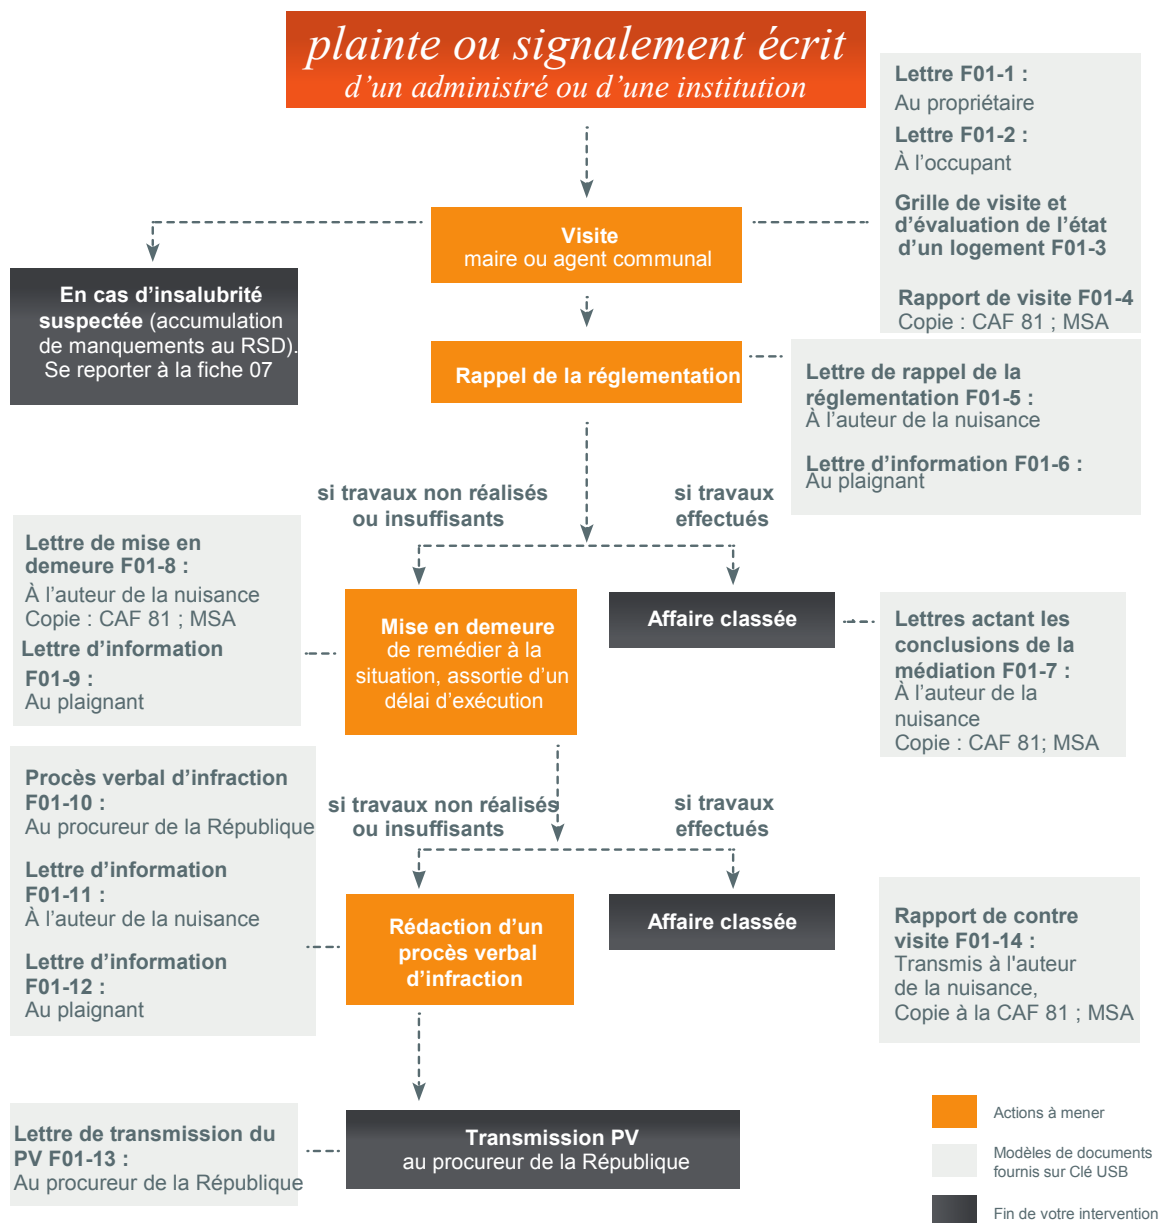 plainte ou signalement écrit
d'un administré ou d'une institution
Lettre F01-1 :
Au propriétaire
Lettre F01-2 :
À l'occupant
Grille de visite et
d'évaluation de l'état
d'un logement F01-3
Rapport de visite F01-4
Copie : CAF 81 ; MSA
Visite
maire ou agent communal
En cas d'insalubrité
suspectée (accumulation
de manquements au RSD).
Se reporter à la fiche 07
Rappel de la réglementation
Lettre de rappel de la
réglementation F01-5 :
À l'auteur de la nuisance
Lettre d'information F01-6 :
Au plaignant
si travaux non réalisés
ou insuffisants
si travaux
effectués
Lettre de mise en
demeure F01-8 :
À l'auteur de la nuisance
Copie : CAF 81 ; MSA
Lettre d'information
F01-9 :
Au plaignant
Mise en demeure
de remédier à la
situation, assortie d'un
délai d'exécution
Affaire classée
Lettres actant les
conclusions de la
médiation F01-7 :
À l'auteur de la
nuisance
Copie : CAF 81; MSA
Procès verbal d'infraction
F01-10 :
Au procureur de la République
Lettre d'information
F01-11 :
À l'auteur de la nuisance
Lettre d'information
F01-12 :
Au plaignant
si travaux non réalisés
ou insuffisants
si travaux
effectués
Rédaction d'un
procès verbal
d'infraction
Affaire classée
Rapport de contre
visite F01-14 :
Transmis à l'auteur
de la nuisance,
Copie à la CAF 81 ; MSA
Lettre de transmission du
PV F01-13 :
Au procureur de la République
Transmission PV
au procureur de la République
Actions à mener
Modèles de documents
fournis sur Clé USB
Fin de votre intervention